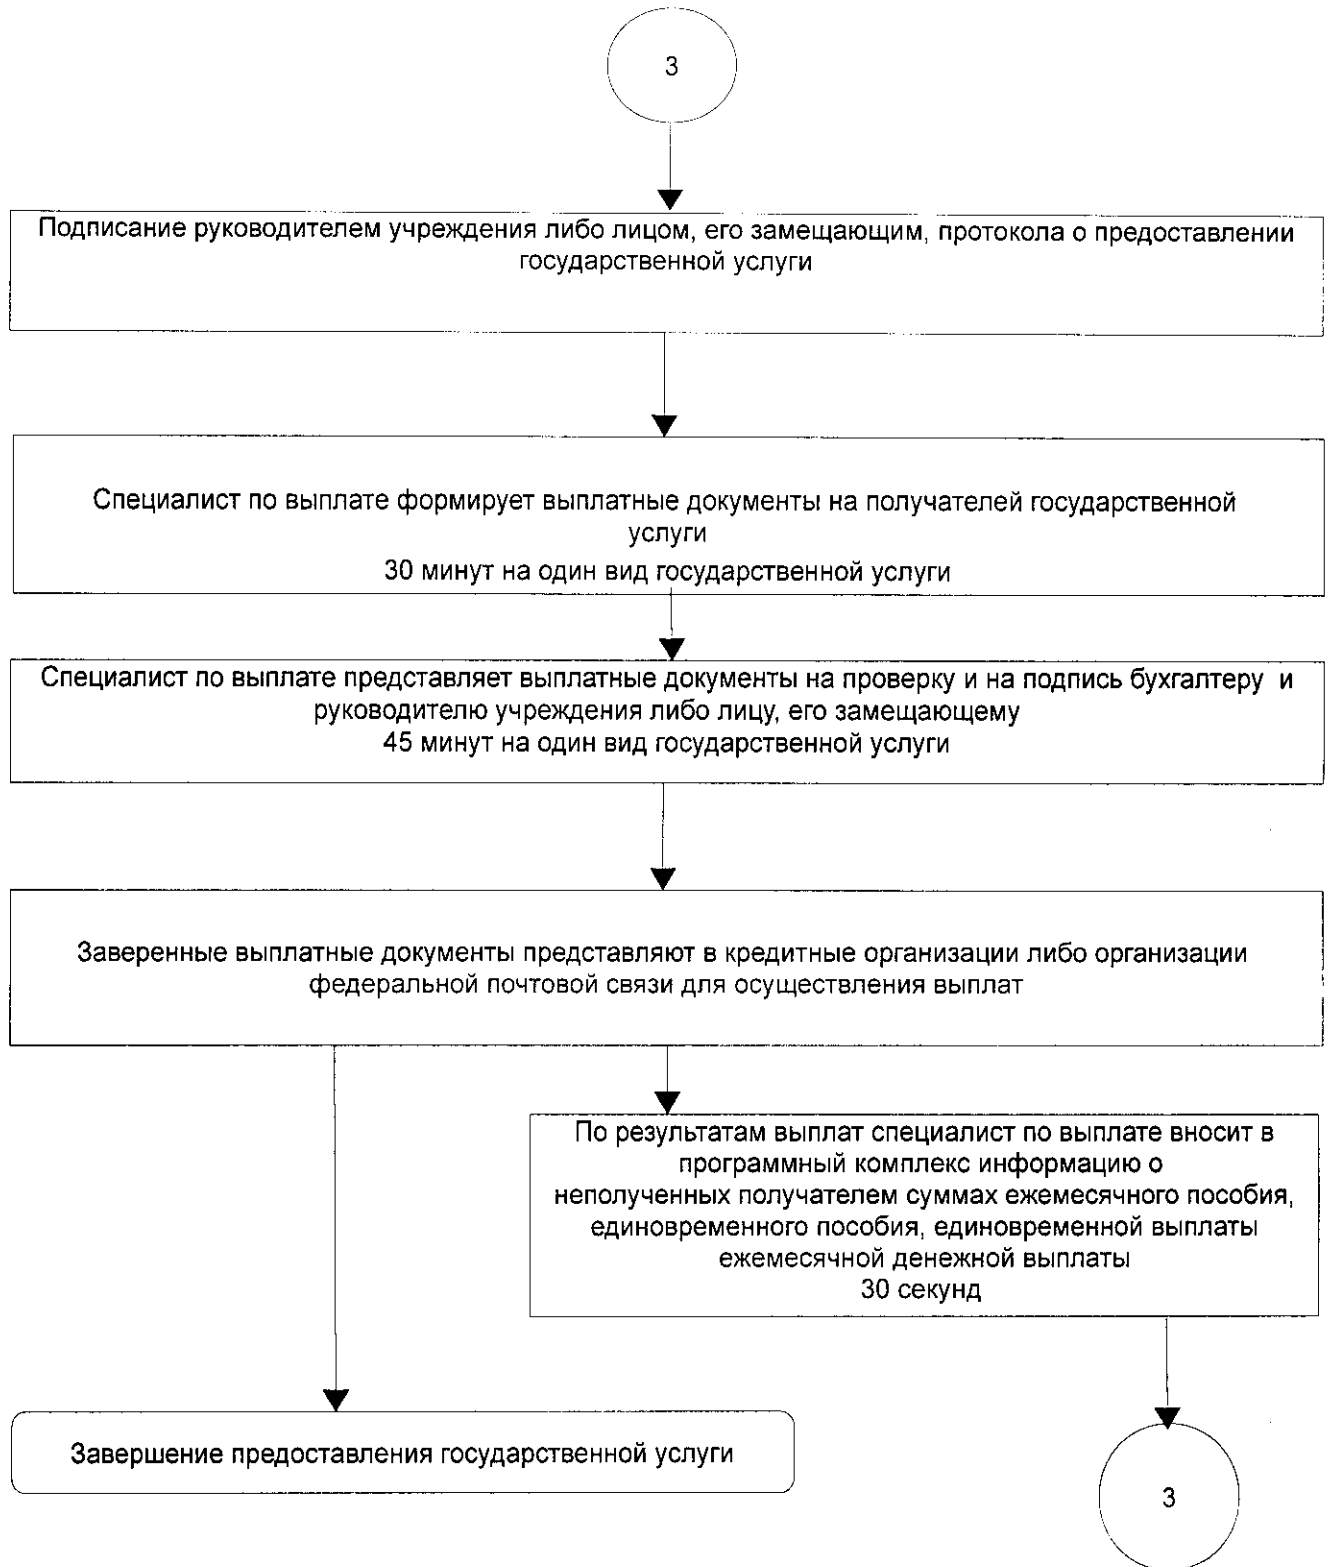 3
Подписание руководителем учреждения либо лицом, его замещающим, протокола о предоставлении
государственной услуги
Специалист по выплате формирует выплатные документы на получателей государственной
услуги
30 минут на один вид государственной услуги
Специалист по выплате представляет выплатные документы на проверку и на подпись бухгалтеру и
руководителю учреждения либо лицу, его замещающему
45 минут на один вид государственной услуги
Заверенные выплатные документы представляют в кредитные организации либо организации
федеральной почтовой связи для осуществления выплат
По результатам выплат специалист по выплате вносит в
программный комплекс информацию о
неполученных получателем суммах ежемесячного пособия,
единовременного пособия, единовременной выплаты
ежемесячной денежной выплаты
30 секунд
Завершение предоставления государственной услуги
3